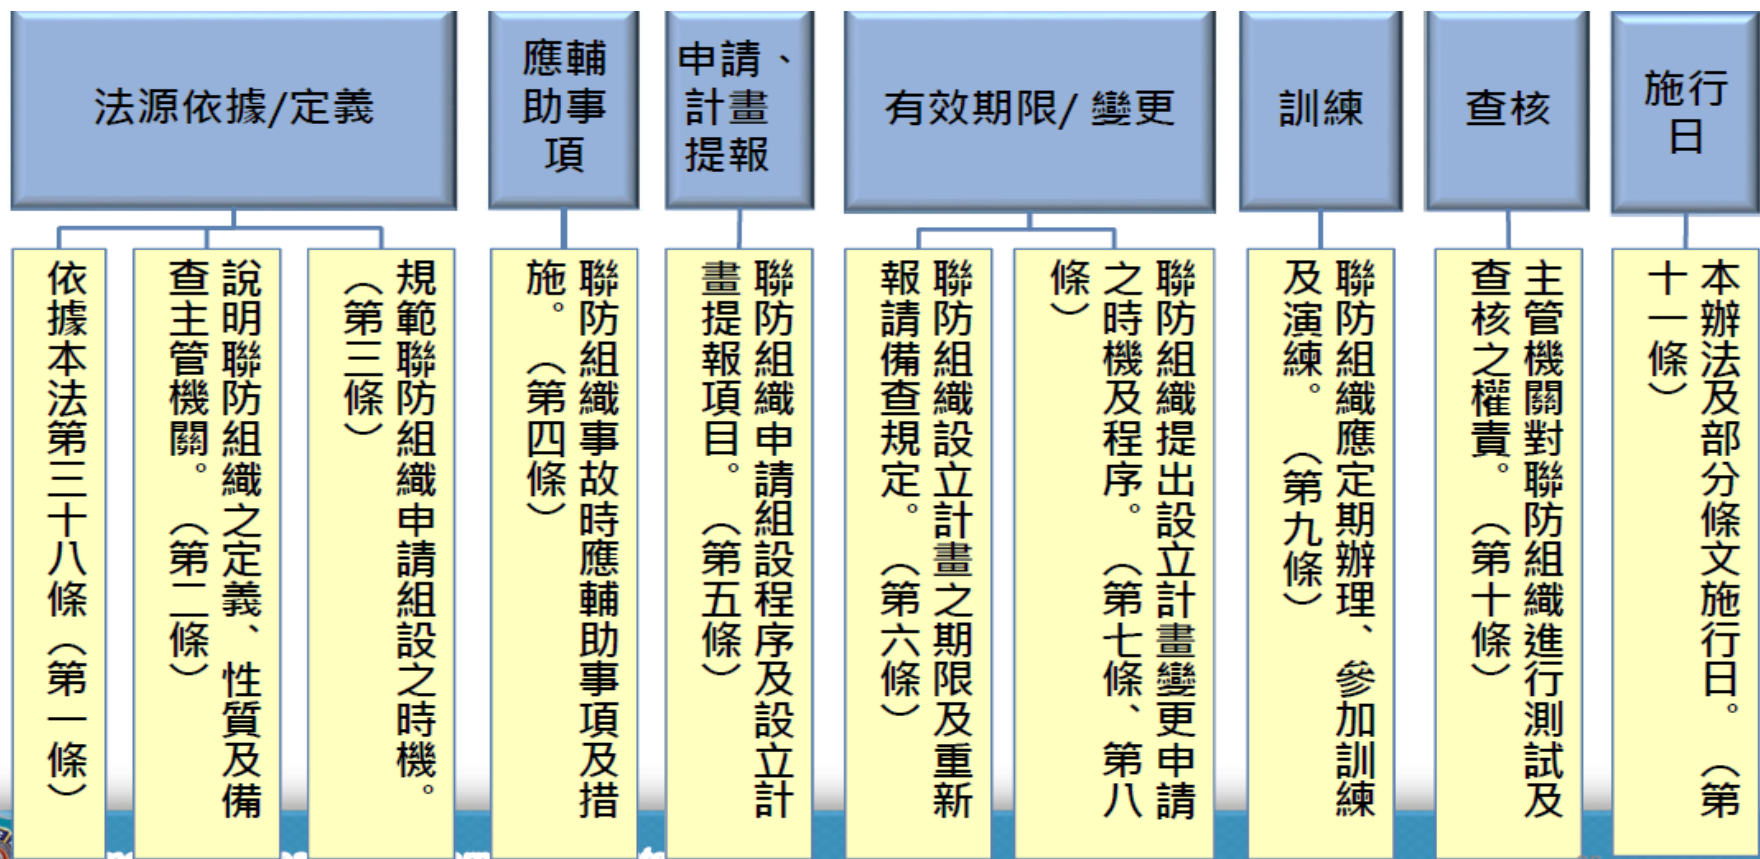 法源依據/定義
應輔
助事
項
申請、
計畫
提報
有效期限/ 變更
訓練
查核
施行
日
依據本法第三十八條（第一條）
說明聯防組織之定義、性質及備
查主管機關。（第二條）
規範聯防組織申請組設之時機。
（第三條）
聯防組織事故時應輔助事項及措
施。（第四條）
聯防組織申請組設程序及設立計
畫提報項目。（第五條）
聯防組織設立計畫之期限及重新
報請備查規定。（第六條）
聯防組織提出設立計畫變更申請
之時機及程序。（第七條、第八
條）
聯防組織應定期辦理、參加訓練
及演練。（第九條）
主管機關對聯防組織進行測試及
查核之權責。（第十條）
本辦法及部分條文施行日。（第
十一條）